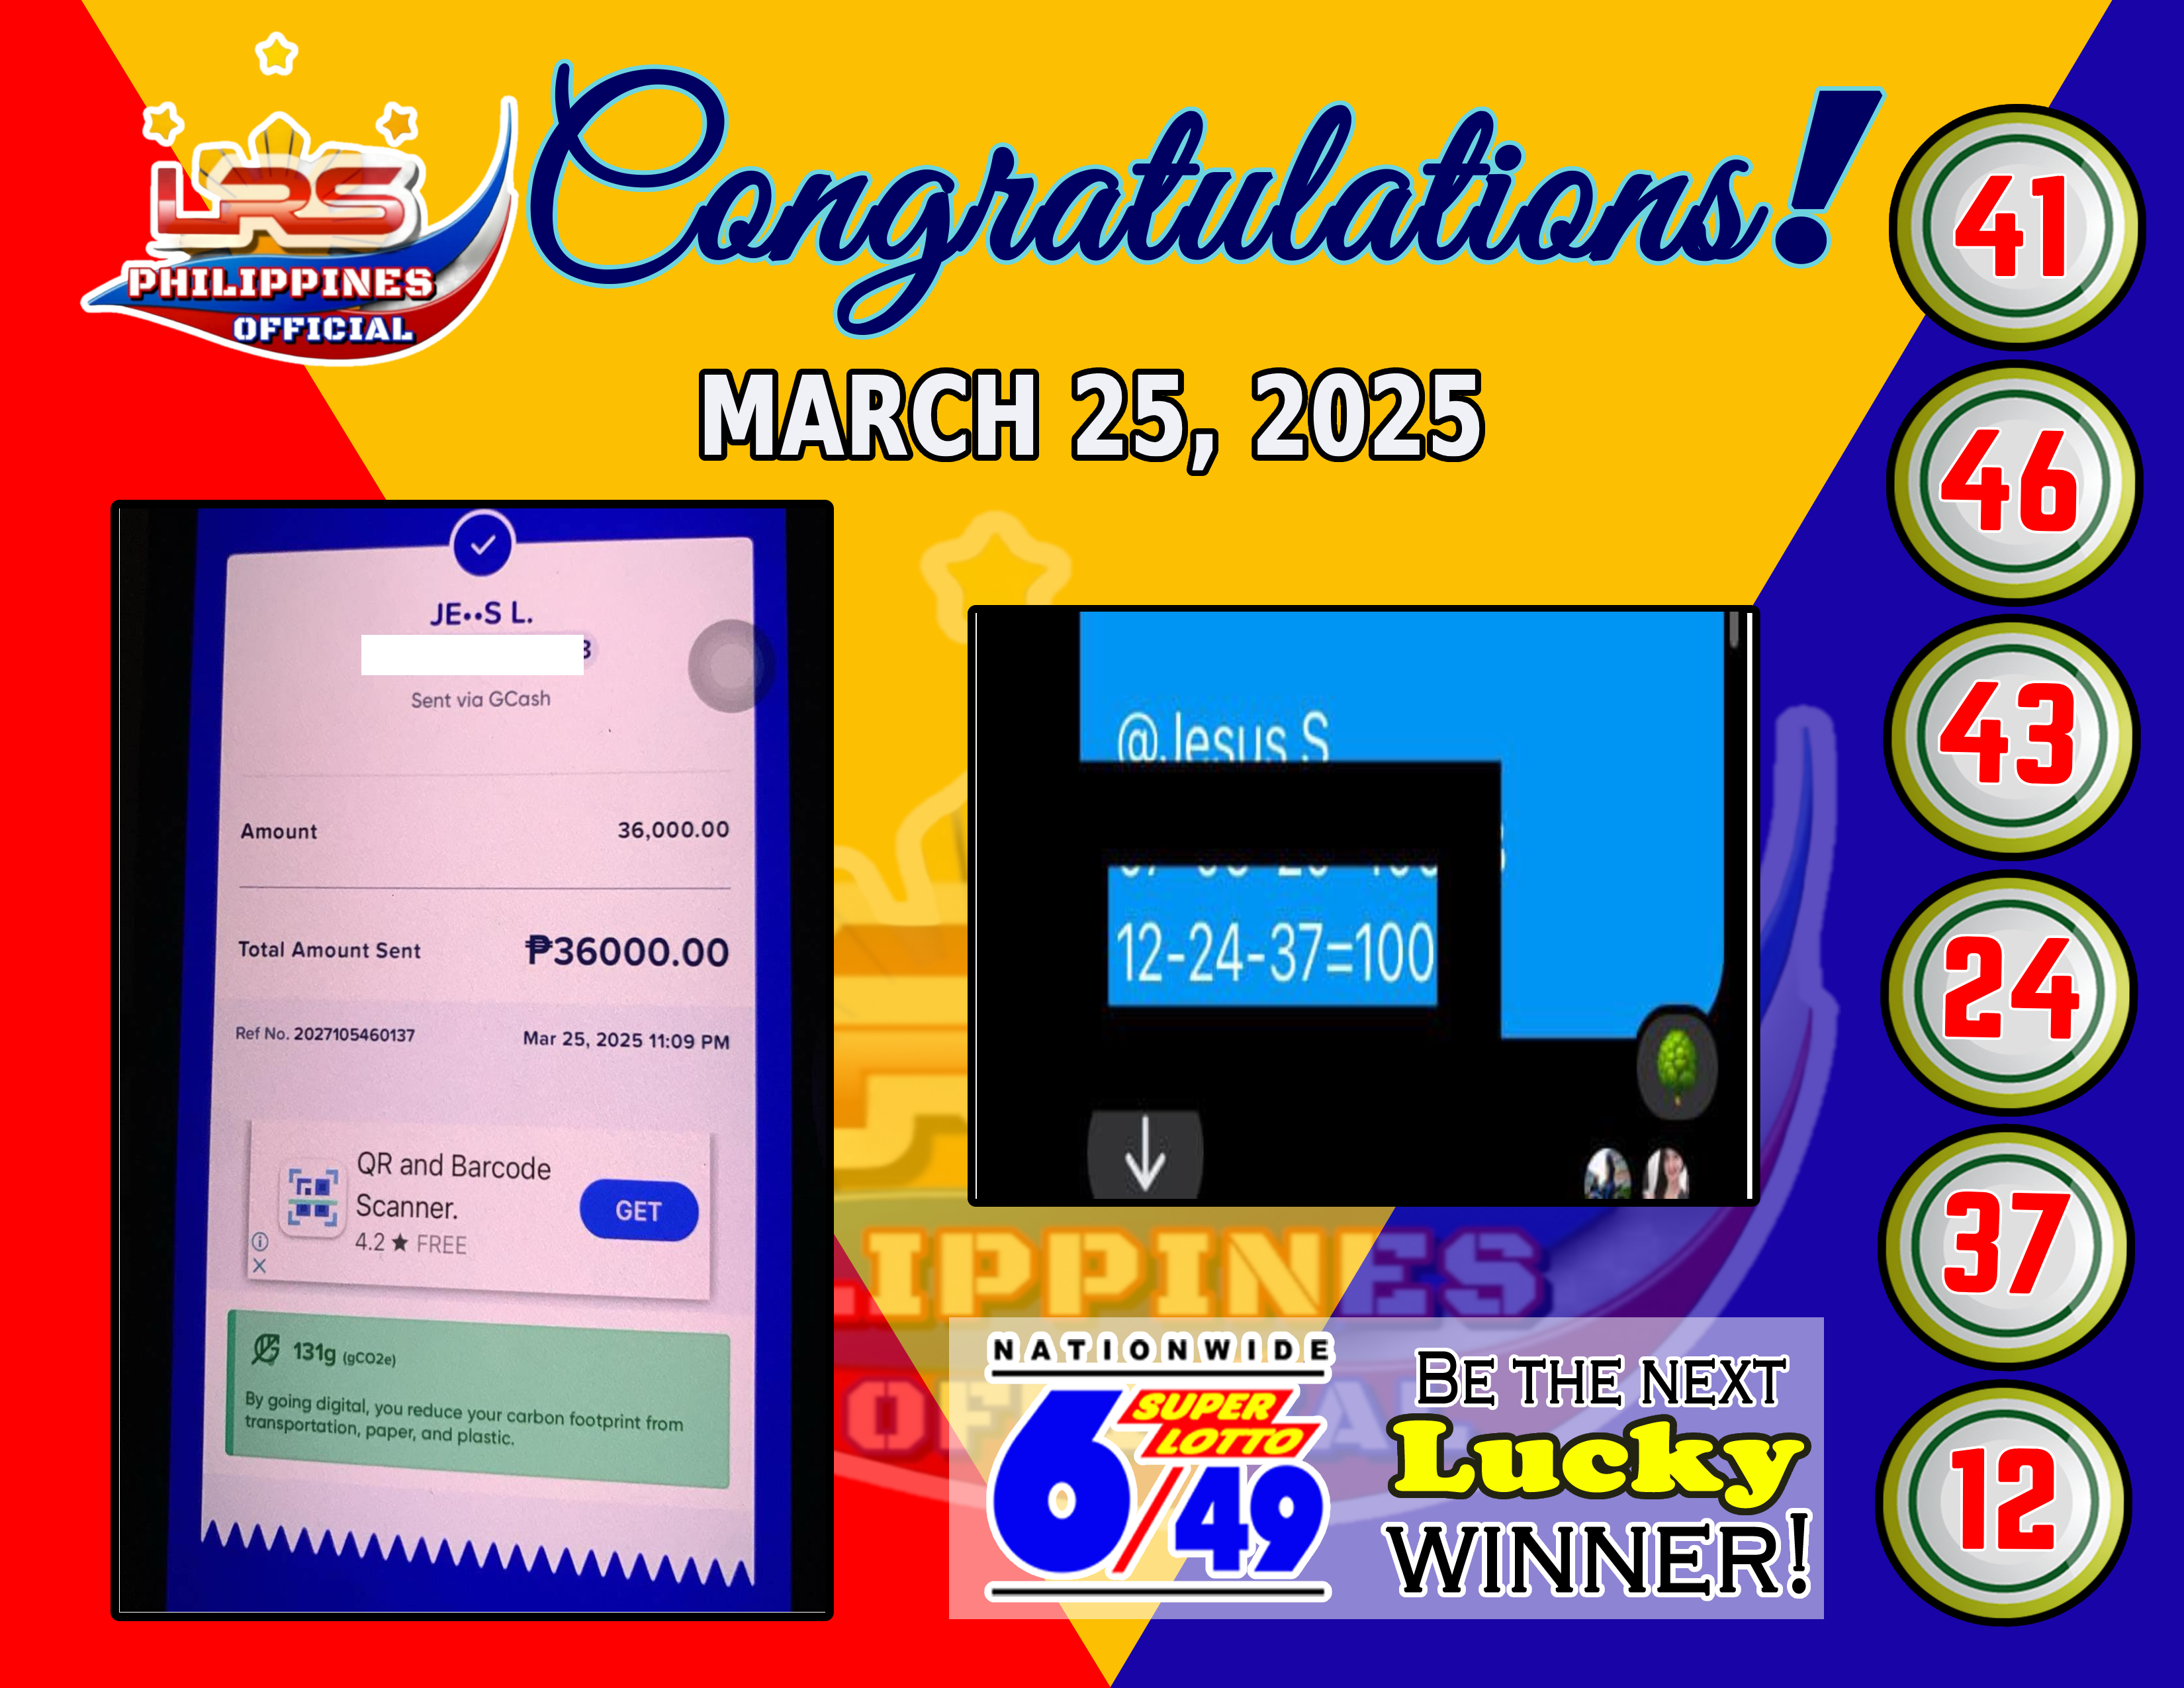 LRS
PHILIPPINES
OFFICIAL
Congratulations!
MARCH 25, 2025
JE••S L.
3
Sent via GCash
Amount 36,000.00
Total Amount Sent ₱36000.00
Ref No. 2027105460137 Mar 25, 2025 11:09 PM
QR and Barcode
Scanner.
4.2 ★ FREE
GET
131g (gCO2e)
By going digital, you reduce your carbon footprint from
transportation, paper, and plastic.
@Jesus S
12-24-37=100
41
46
43
24
37
12
LIPPINES
NATIONWIDE
SUPER
LOTTO
6/49
BE THE NEXT
Lucky
WINNER!